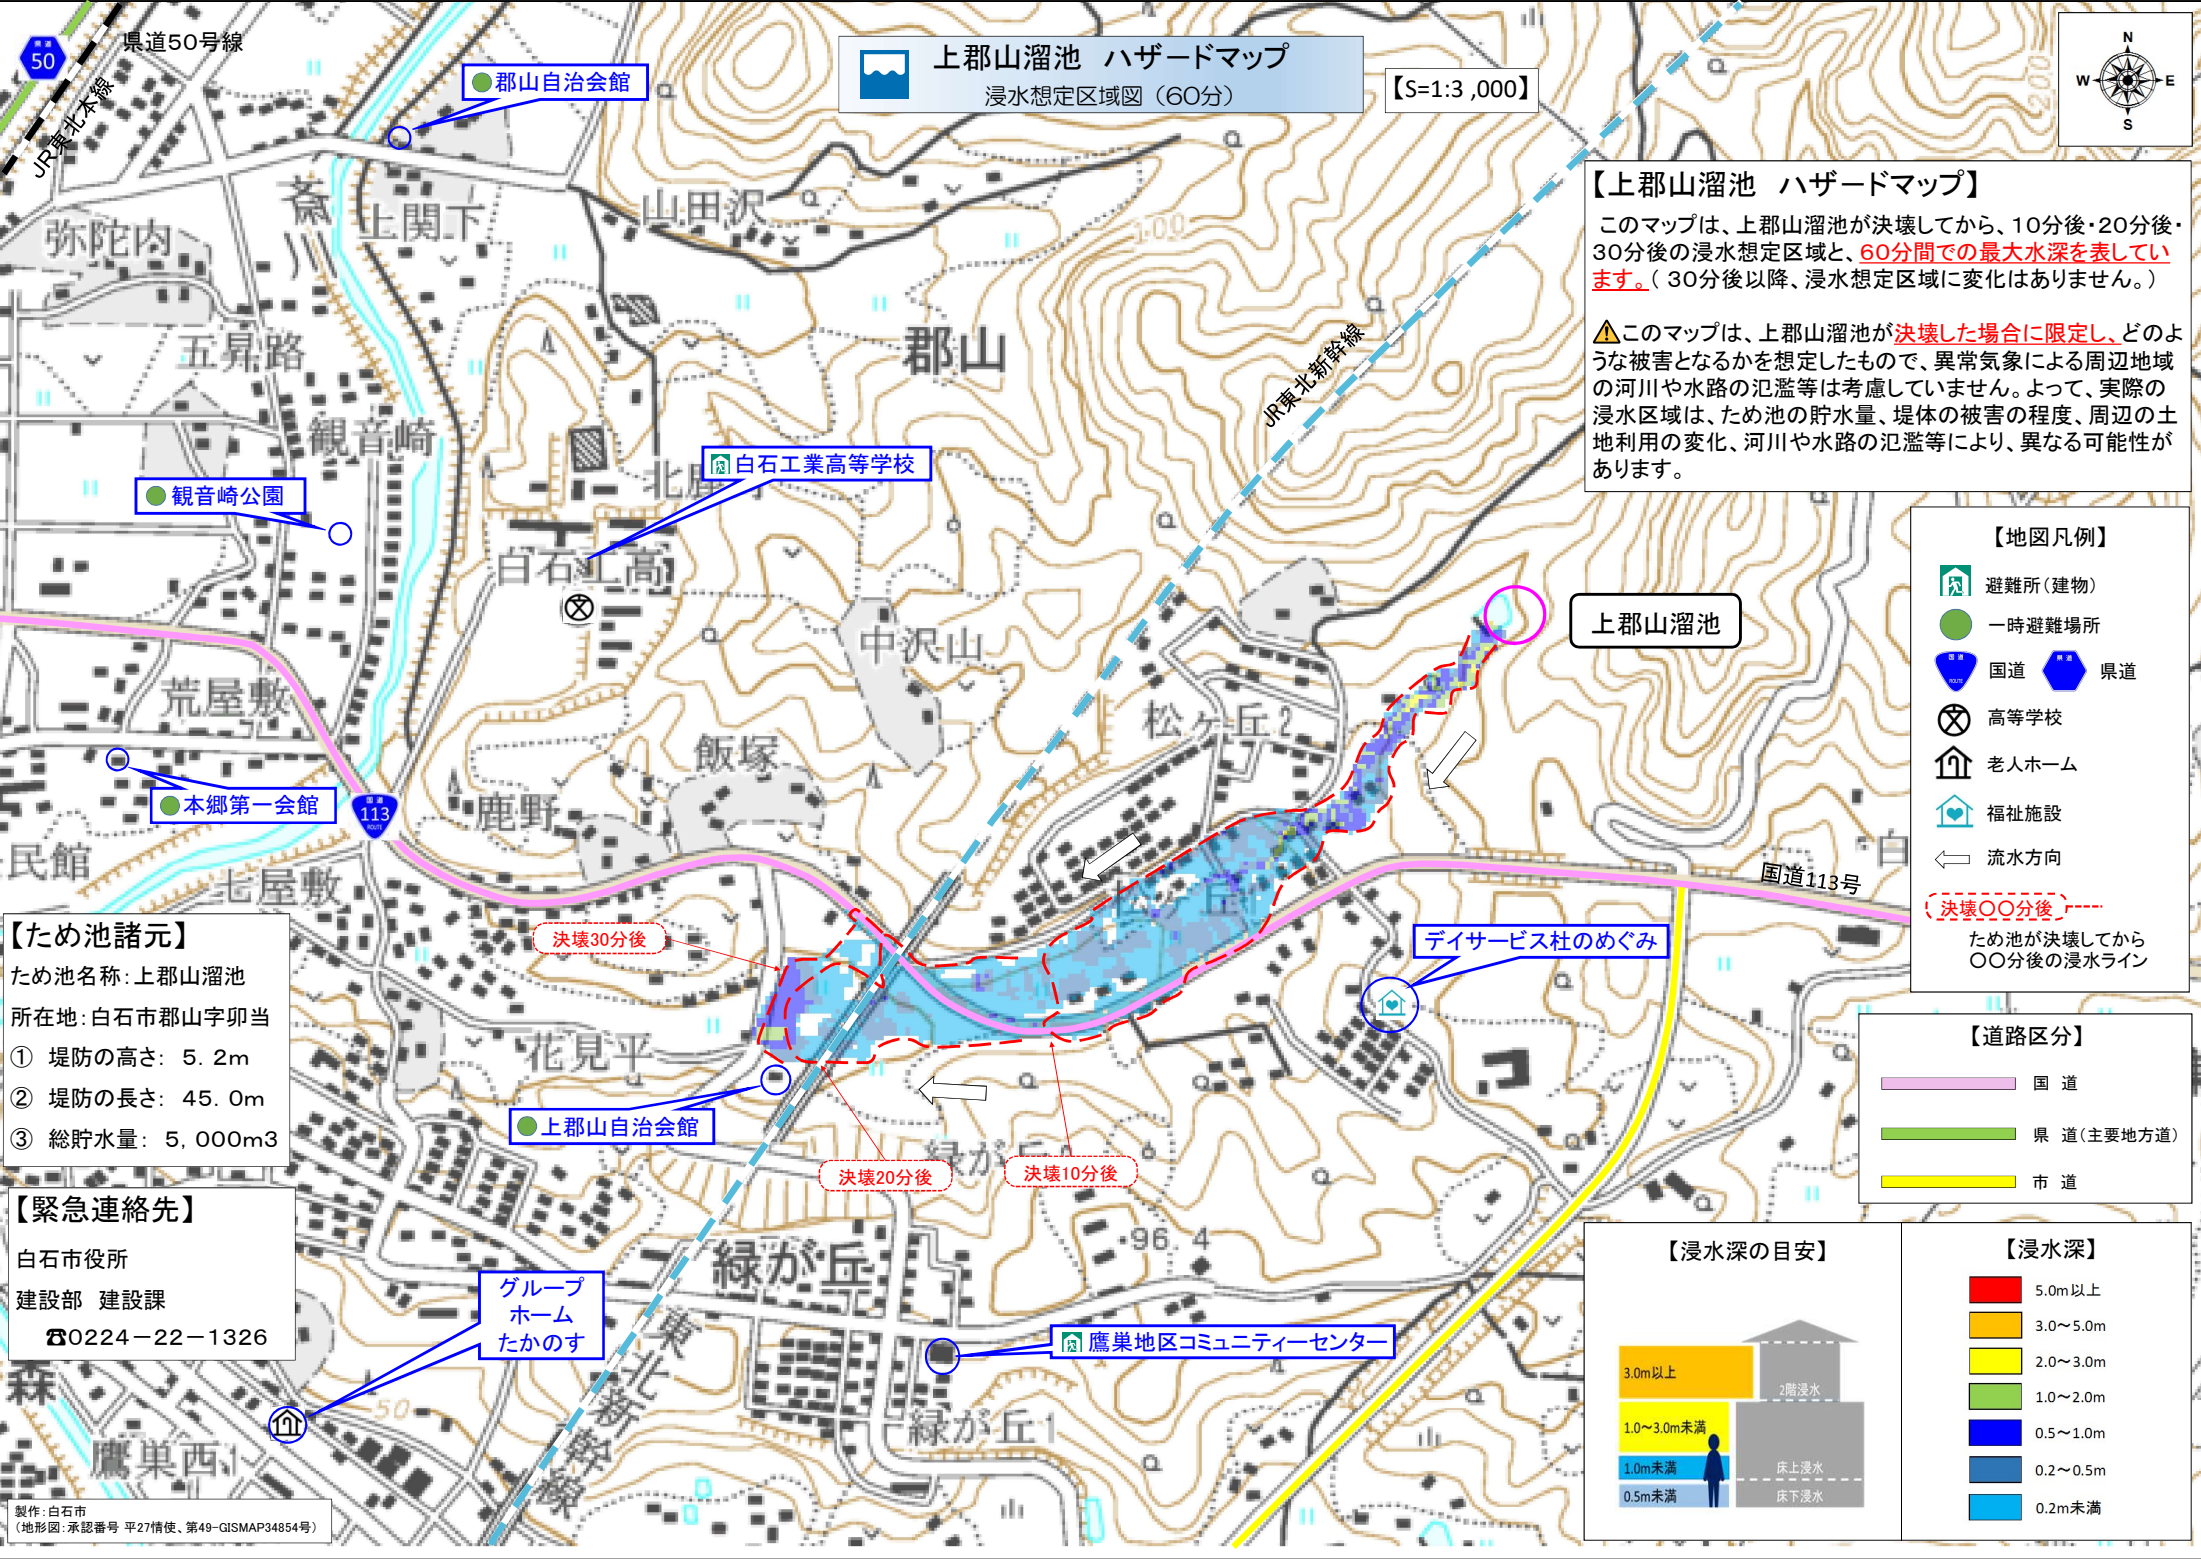 上郡山溜池　ハザードマップ
浸水想定区域図（60分）
【S=1:3 ,000】
N
W
E
S
県道
50
県道50号線
JR東北本線
郡山自治会館
斎
川
上関下
山田沢
弥陀内
五昇路
観音崎
郡山
100
200
JR東北新幹線
観音崎公園
白石工業高等学校
白石工高
中沢山
荒屋敷
飯塚
松ヶ丘2
上郡山溜池
本郷第一会館
国道
113
ROUTE
鹿野
民館
七屋敷
国道113号
白
決壊30分後
デイサービス社のめぐみ
花見平
上郡山自治会館
決壊20分後
決壊10分後
緑が丘
96.4
緑が丘
グループ
ホーム
たかのす
鷹巣地区コミュニティーセンター
東北新幹線
緑が丘1
森
50
鷹巣西1
【上郡山溜池　ハザードマップ】
このマップは、上郡山溜池が決壊してから、10分後・20分後・
30分後の浸水想定区域と、60分間での最大水深を表してい
ます。（ 30分後以降、浸水想定区域に変化はありません。）
このマップは、上郡山溜池が決壊した場合に限定し、どのよ
うな被害となるかを想定したもので、異常気象による周辺地域
の河川や水路の氾濫等は考慮していません。よって、実際の
浸水区域は、ため池の貯水量、堤体の被害の程度、周辺の土
地利用の変化、河川や水路の氾濫等により、異なる可能性が
あります。
【地図凡例】
避難所（建物）
一時避難場所
国道
ROUTE
国道
県道
県道
高等学校
老人ホーム
福祉施設
流水方向
決壊〇〇分後
ため池が決壊してから
〇〇分後の浸水ライン
【道路区分】
国　道
県　道（主要地方道）
市　道
【ため池諸元】
ため池名称：上郡山溜池
所在地：白石市郡山字卯当
①　堤防の高さ：　5．2m
②　堤防の長さ：　45．0m
③　総貯水量：　5，000m3
【緊急連絡先】
白石市役所
建設部　建設課
☎0224－22－1326
【浸水深の目安】
3.0m以上
2階浸水
1.0～3.0m未満
1.0m未満
床上浸水
0.5m未満
床下浸水
【浸水深】
5.0m以上
3.0～5.0m
2.0～3.0m
1.0～2.0m
0.5～1.0m
0.2～0.5m
0.2m未満
製作：白石市
（地形図：承認番号 平27情使、第49-GISMAP34854号）